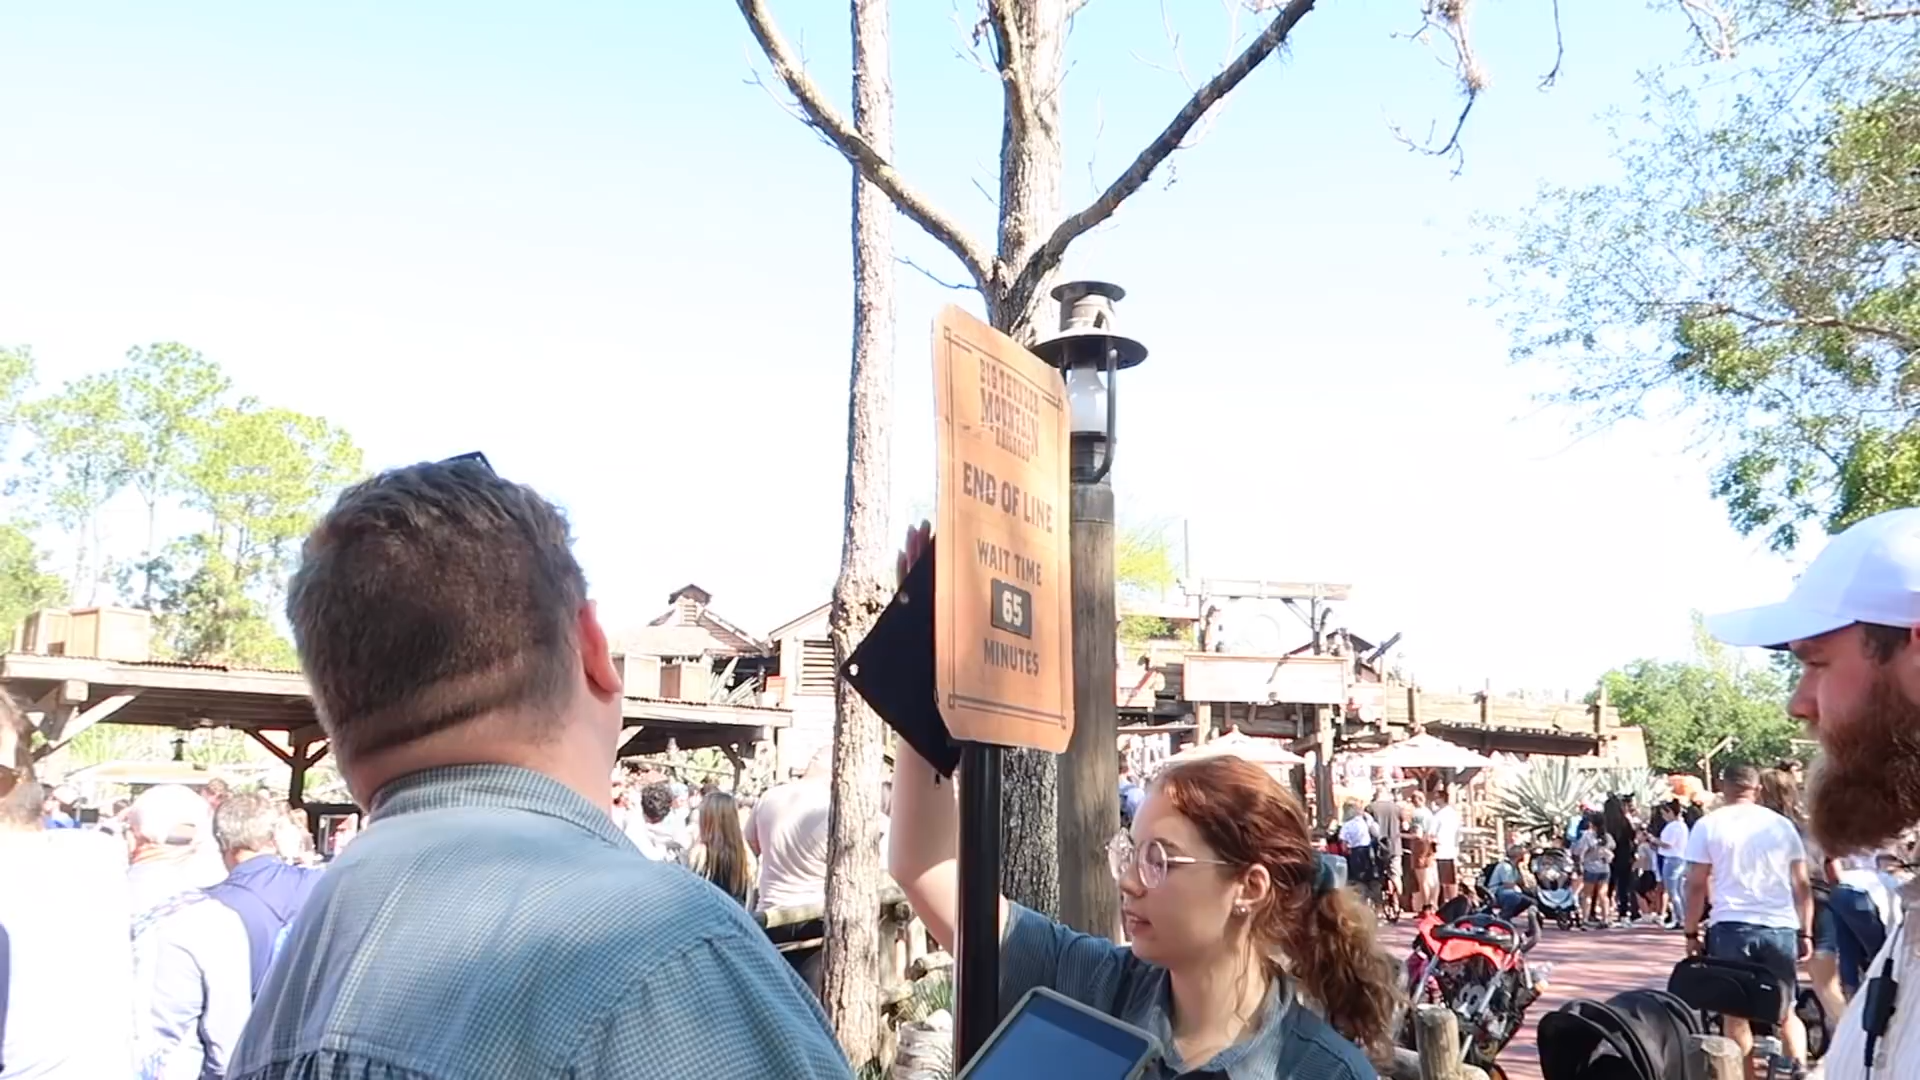 BIG THUNDER
MOUNTAIN
RAILROAD
END OF LINE
WAIT TIME
65
MINUTES